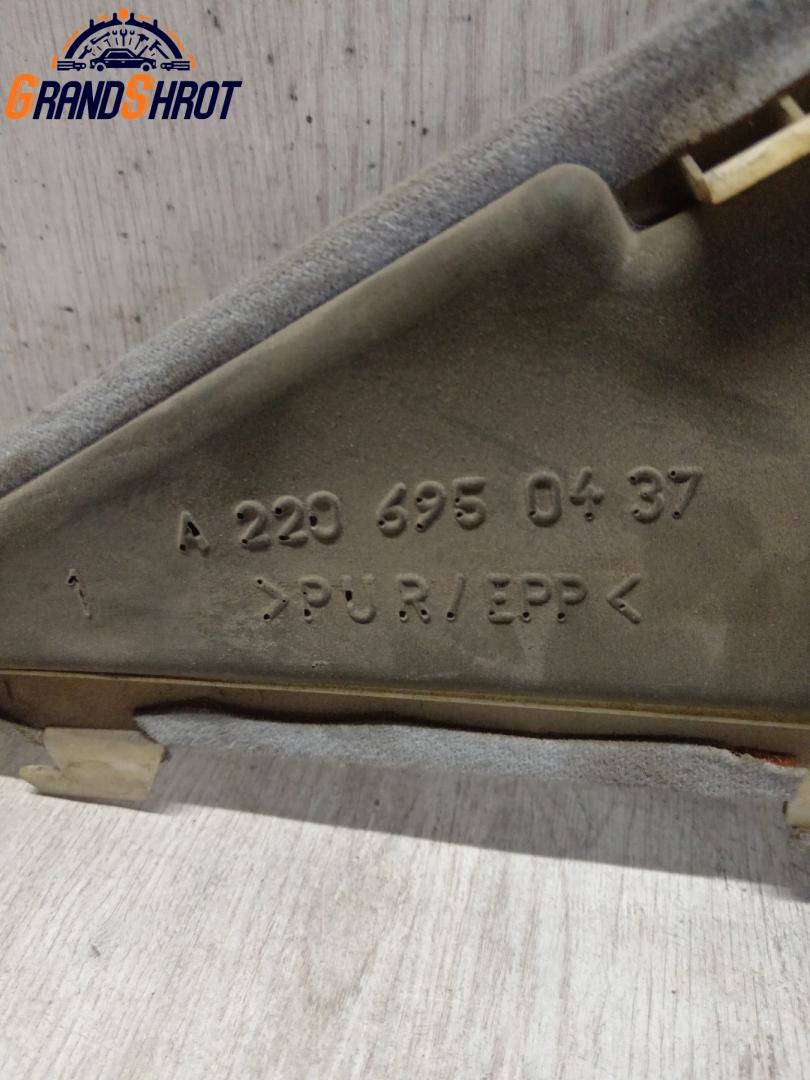 GRANDSHROT
A 220 695 04 37
1
>PUR/EPP<